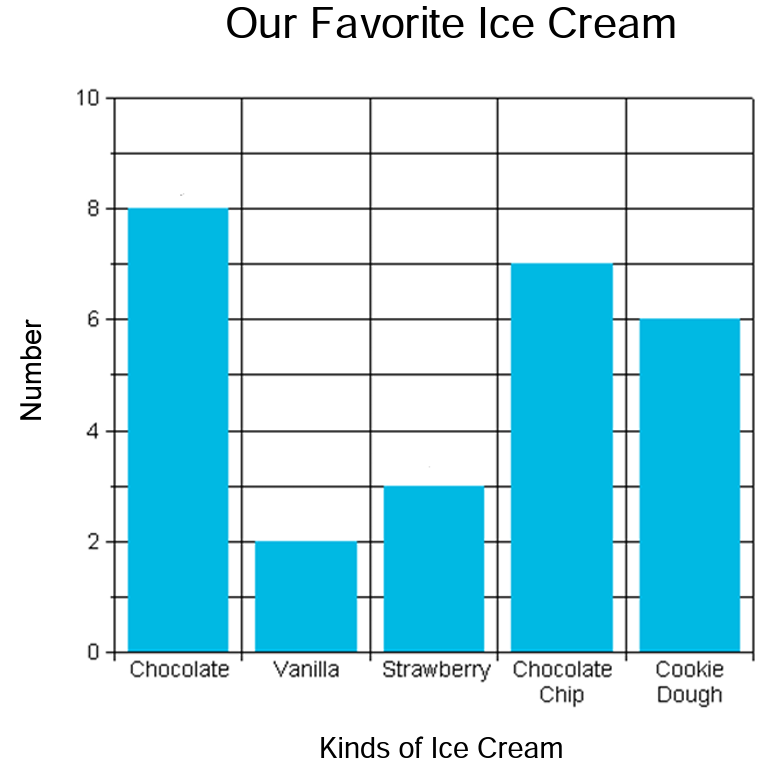 Our Favorite Ice Cream
10
8
6
4
2
0
Number
Chocolate Vanilla Strawberry Chocolate Cookie
Chip Dough
Kinds of Ice Cream